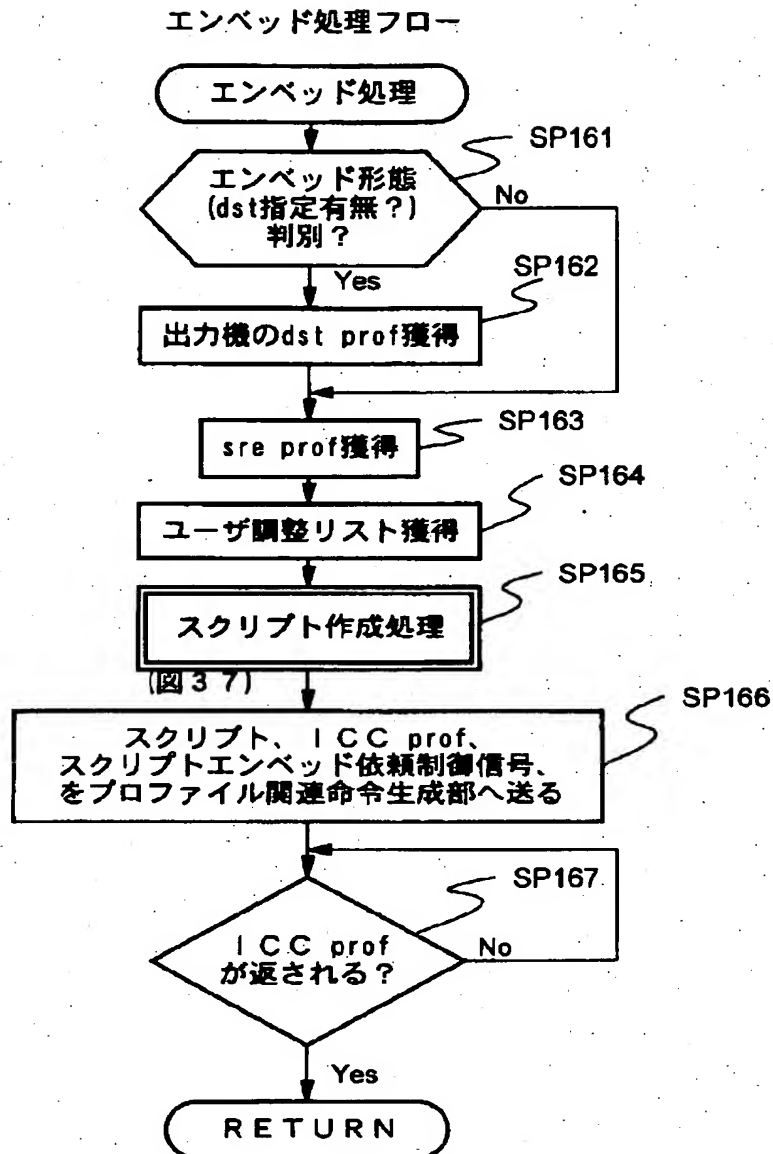 エンベッド処理フロー
エンベッド処理
SP161
エンベッド形態
(dst指定有無？)
判別？
No
Yes
SP162
出力機のdst prof獲得
SP163
sre prof獲得
SP164
ユーザ調整リスト獲得
SP165
スクリプト作成処理
(図３７)
SP166
スクリプト、ＩＣＣ prof、
スクリプトエンベッド依頼制御信号、
をプロファイル関連命令生成部へ送る
SP167
ＩＣＣ prof
が返される？
No
Yes
ＲＥＴＵＲＮ